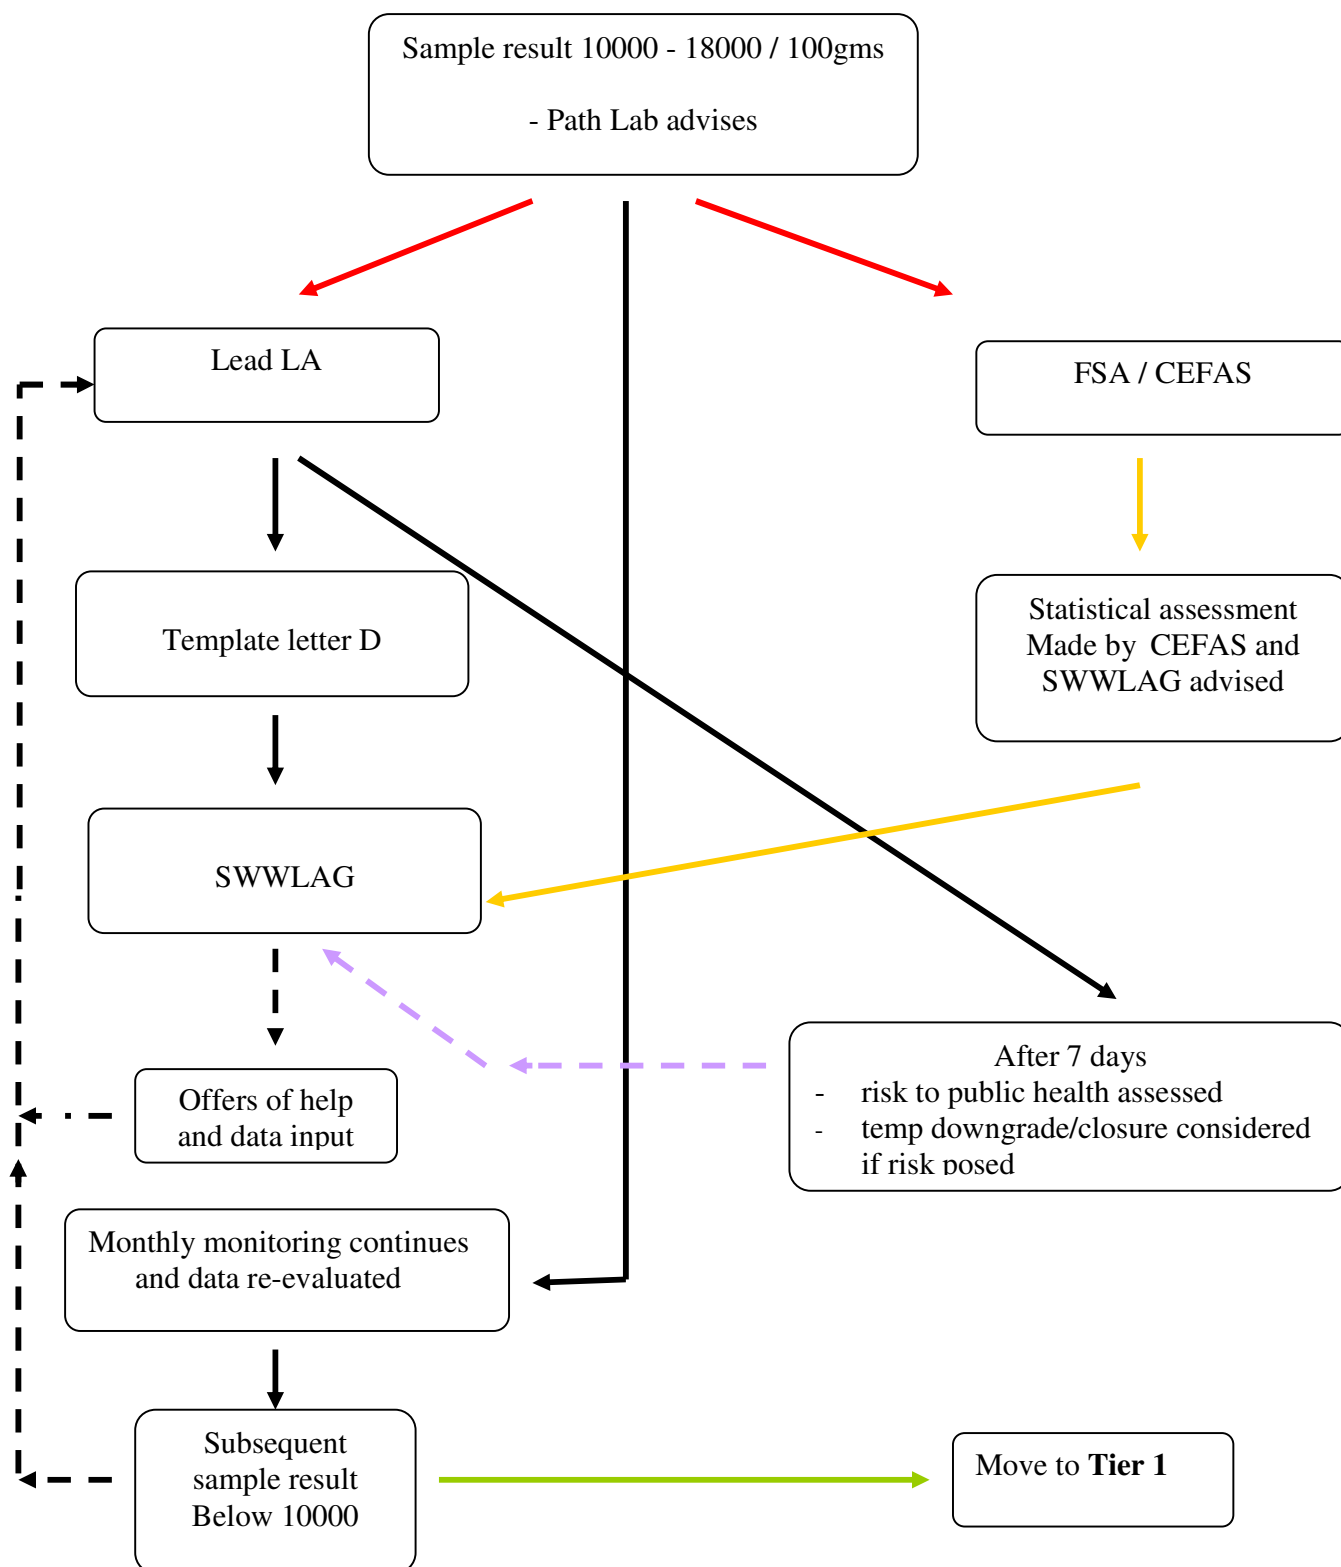 Sample result 10000 - 18000 / 100gms
- Path Lab advises
Lead LA
FSA / CEFAS
Template letter D
Statistical assessment
Made by CEFAS and
SWWLAG advised
SWWLAG
After 7 days
- risk to public health assessed
- temp downgrade/closure considered
if risk posed
Offers of help
and data input
Monthly monitoring continues
and data re-evaluated
Subsequent
sample result
Below 10000
Move to Tier 1